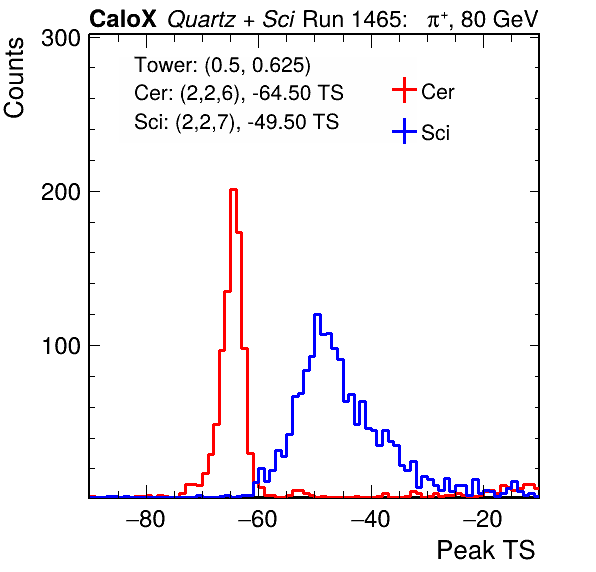 CaloX Quartz + Sci Run 1465: π⁺, 80 GeV
Counts
300
Tower: (0.5, 0.625)
Cer: (2,2,6), -64.50 TS
Sci: (2,2,7), -49.50 TS
Cer
Sci
200
100
−80 −60 −40 −20
Peak TS